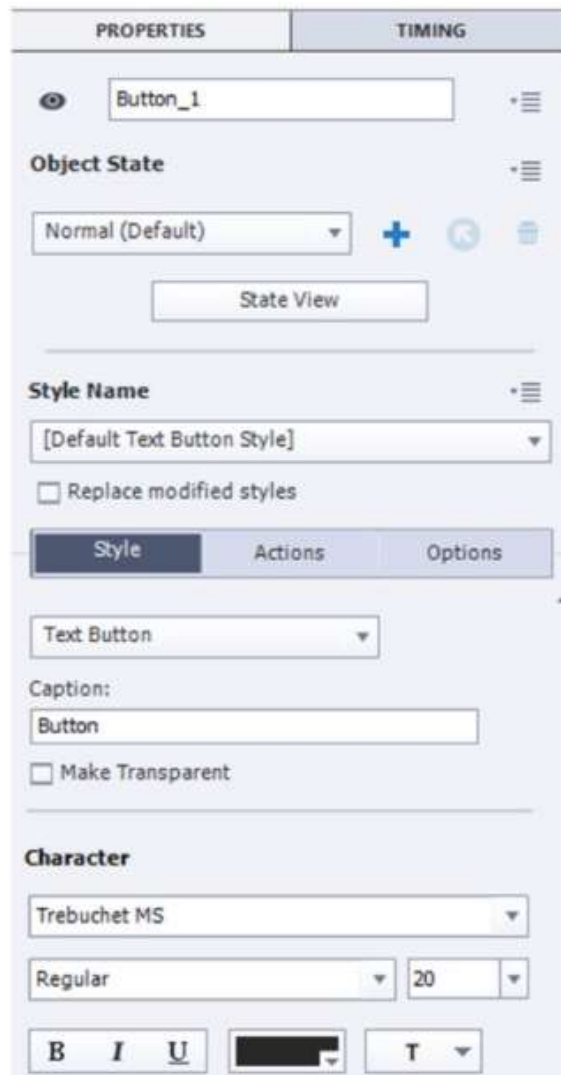 PROPERTIES TIMING
Button_1
Object State
Normal (Default)
State View
Style Name
[Default Text Button Style]
Replace modified styles
Style Actions Options
Text Button
Caption:
Button
Make Transparent
Character
Trebuchet MS
Regular 20
B I U T